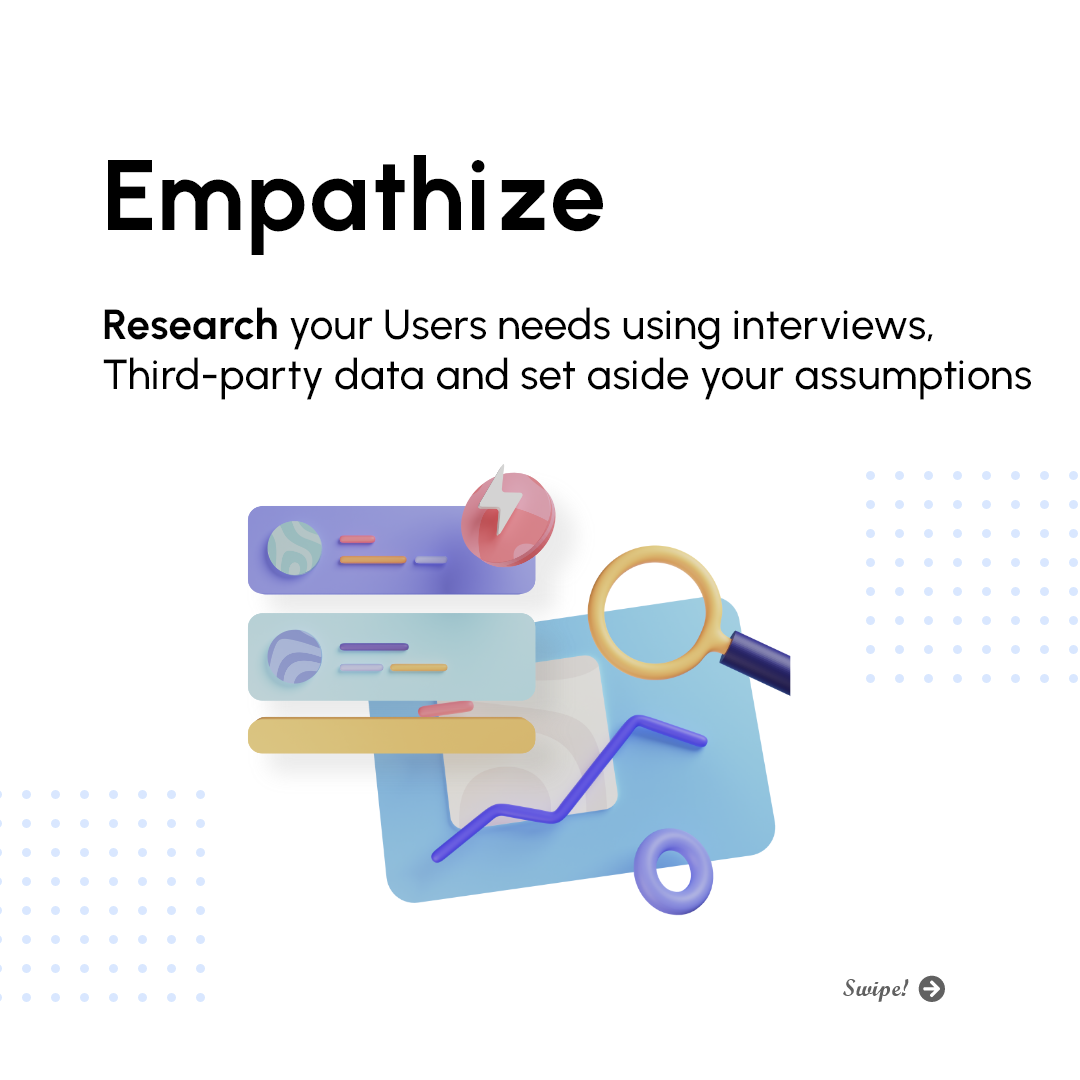 Empathize
Research your Users needs using interviews,
Third-party data and set aside your assumptions
Swipe!